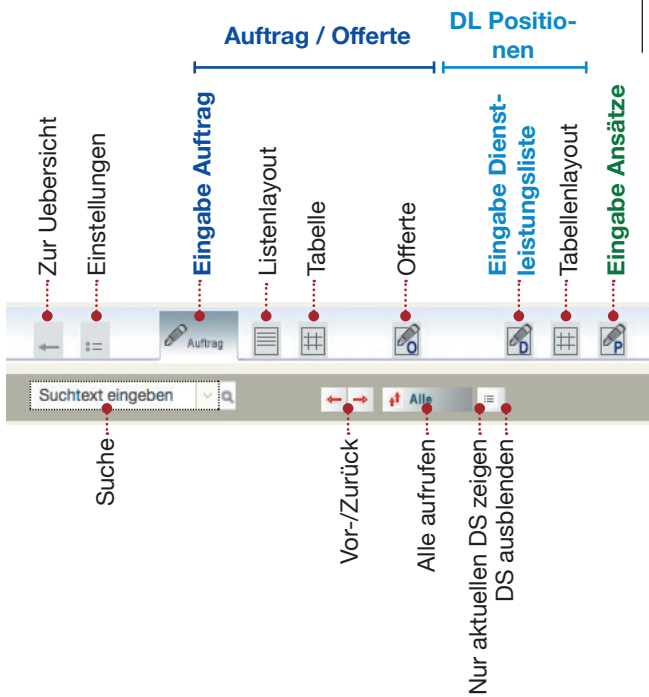 Auftrag / Offerte
DL Positio-
nen
Zur Uebersicht
Einstellungen
Eingabe Auftrag
Listenlayout
Tabelle
Offerte
Eingabe Dienst-
leistungsliste
Tabellenlayout
Eingabe Ansätze
Auftrag
O
D
P
Suchtext eingeben
Alle
Suche
Vor-/Zurück
Alle aufrufen
Nur aktuellen DS zeigen
DS ausblenden